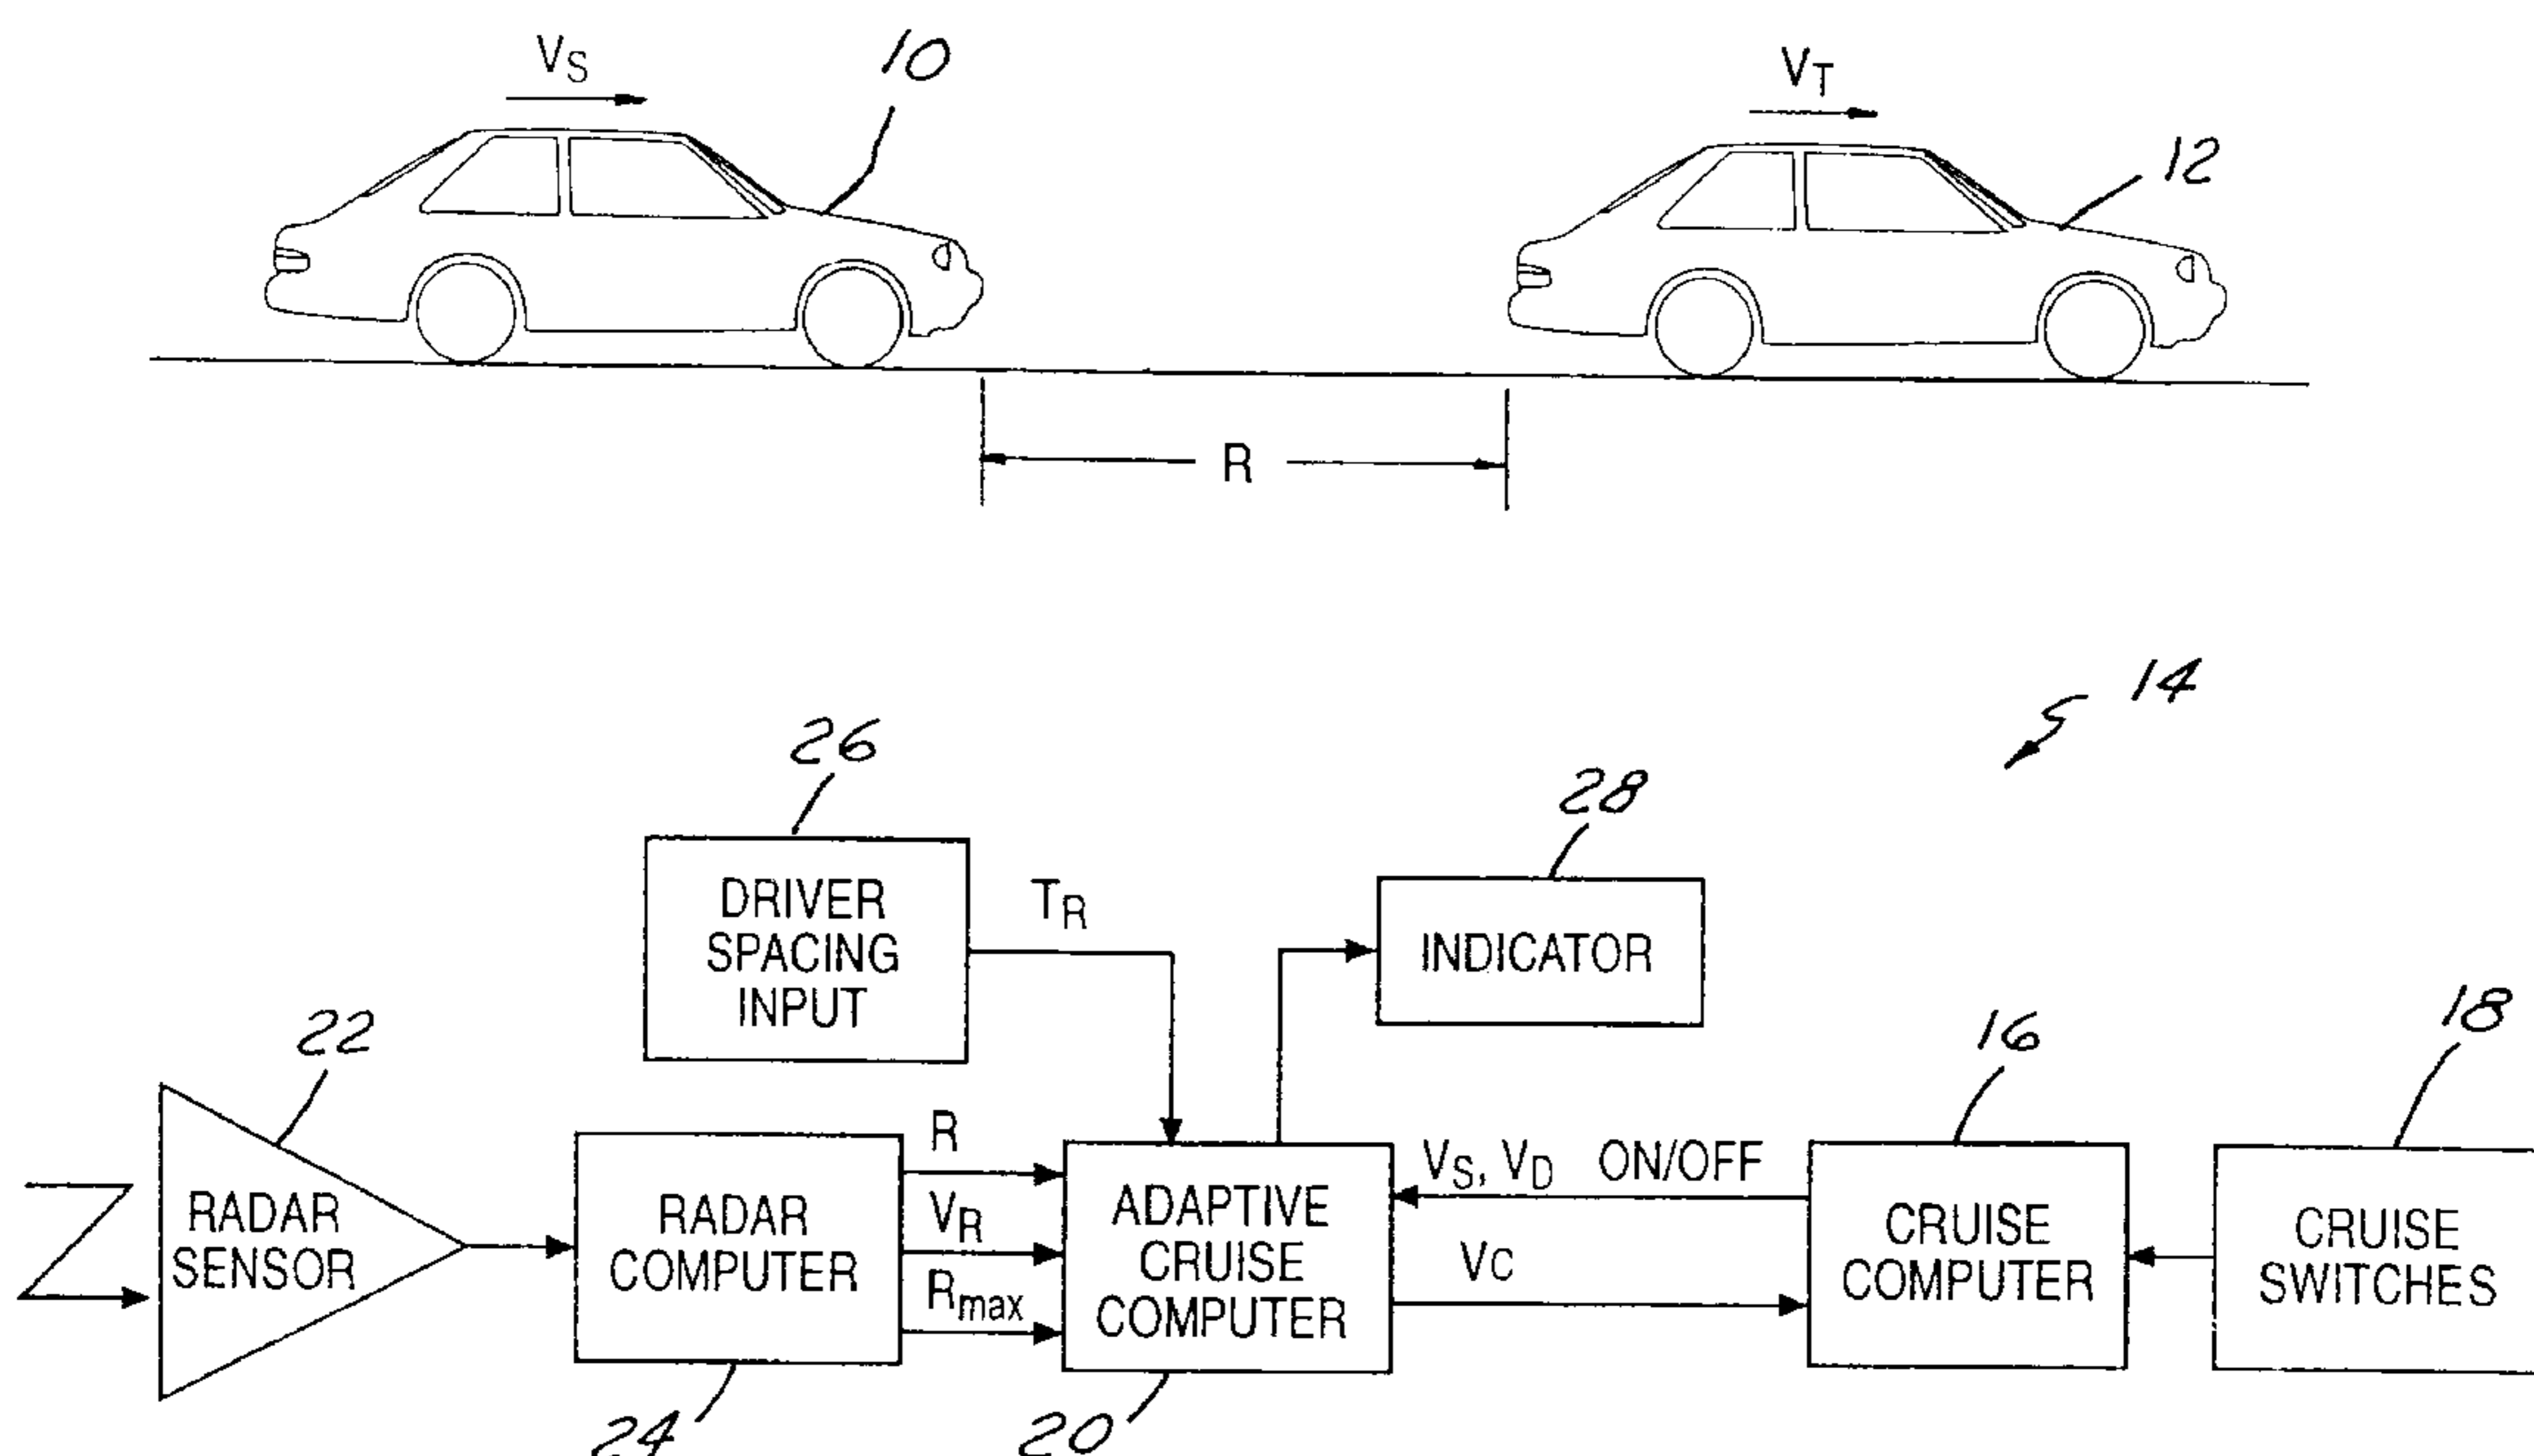 VS
10
VT
12
R
14
26
28
DRIVER
SPACING
INPUT
TR
INDICATOR
22
16
18
RADAR
SENSOR
RADAR
COMPUTER
R
VR
Rmax
ADAPTIVE
CRUISE
COMPUTER
VS, VD ON/OFF
VC
CRUISE
COMPUTER
CRUISE
SWITCHES
24
20